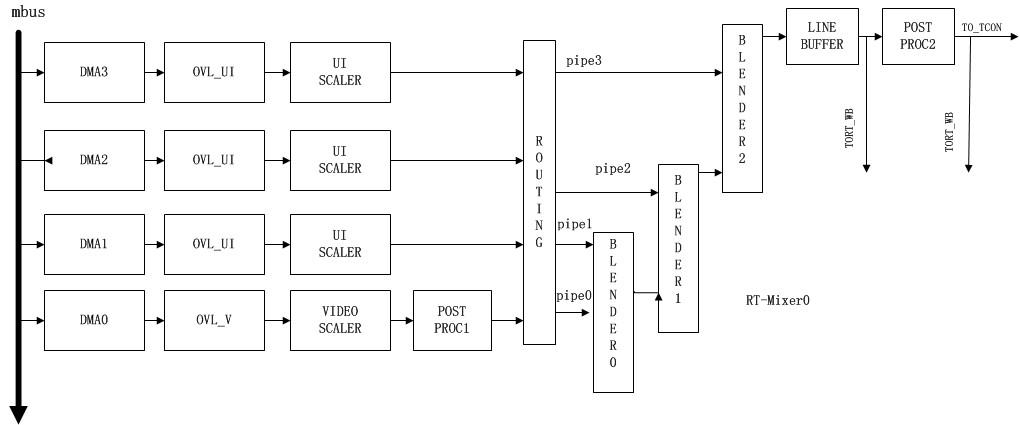 mbus
DMA3
OVL_UI
UI
SCALER
DMA2
OVL_UI
UI
SCALER
DMA1
OVL_UI
UI
SCALER
DMA0
OVL_V
VIDEO
SCALER
POST
PROC1
ROUTING
pipe3
pipe2
pipe1
pipe0
BLENDER0
BLENDER1
BLENDER2
LINE
BUFFER
POST
PROC2
TO_TCON
TORT_WB
TORT_WB
RT-Mixer0